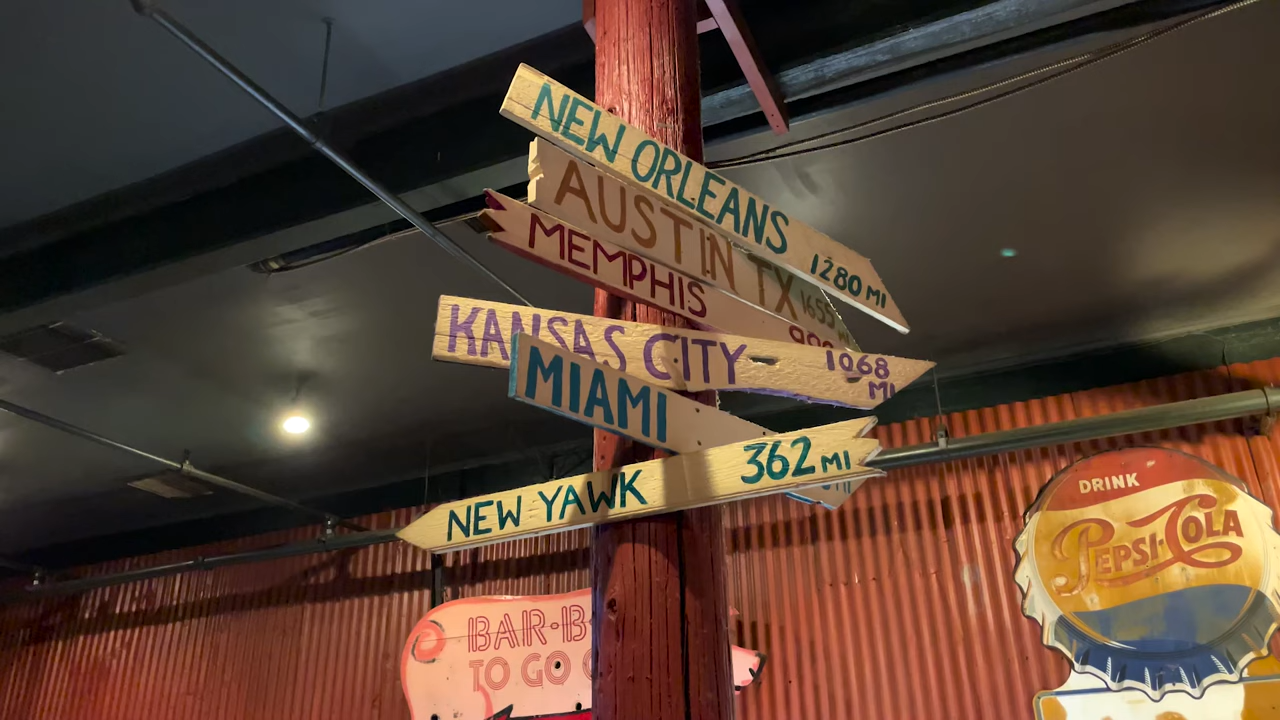 NEW ORLEANS 1280 MI
AUSTIN TX 1655
MEMPHIS
KANSAS CITY 1068 MI
MIAMI
NEW YAWK 362 MI
BAR-B
TO GO
DRINK
PEPSI-COLA